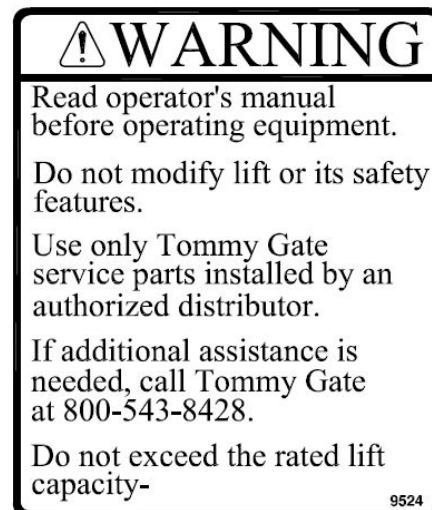 WARNING
Read operator's manual
before operating equipment.
Do not modify lift or its safety
features.
Use only Tommy Gate
service parts installed by an
authorized distributor.
If additional assistance is
needed, call Tommy Gate
at 800-543-8428.
Do not exceed the rated lift
capacity-
9524